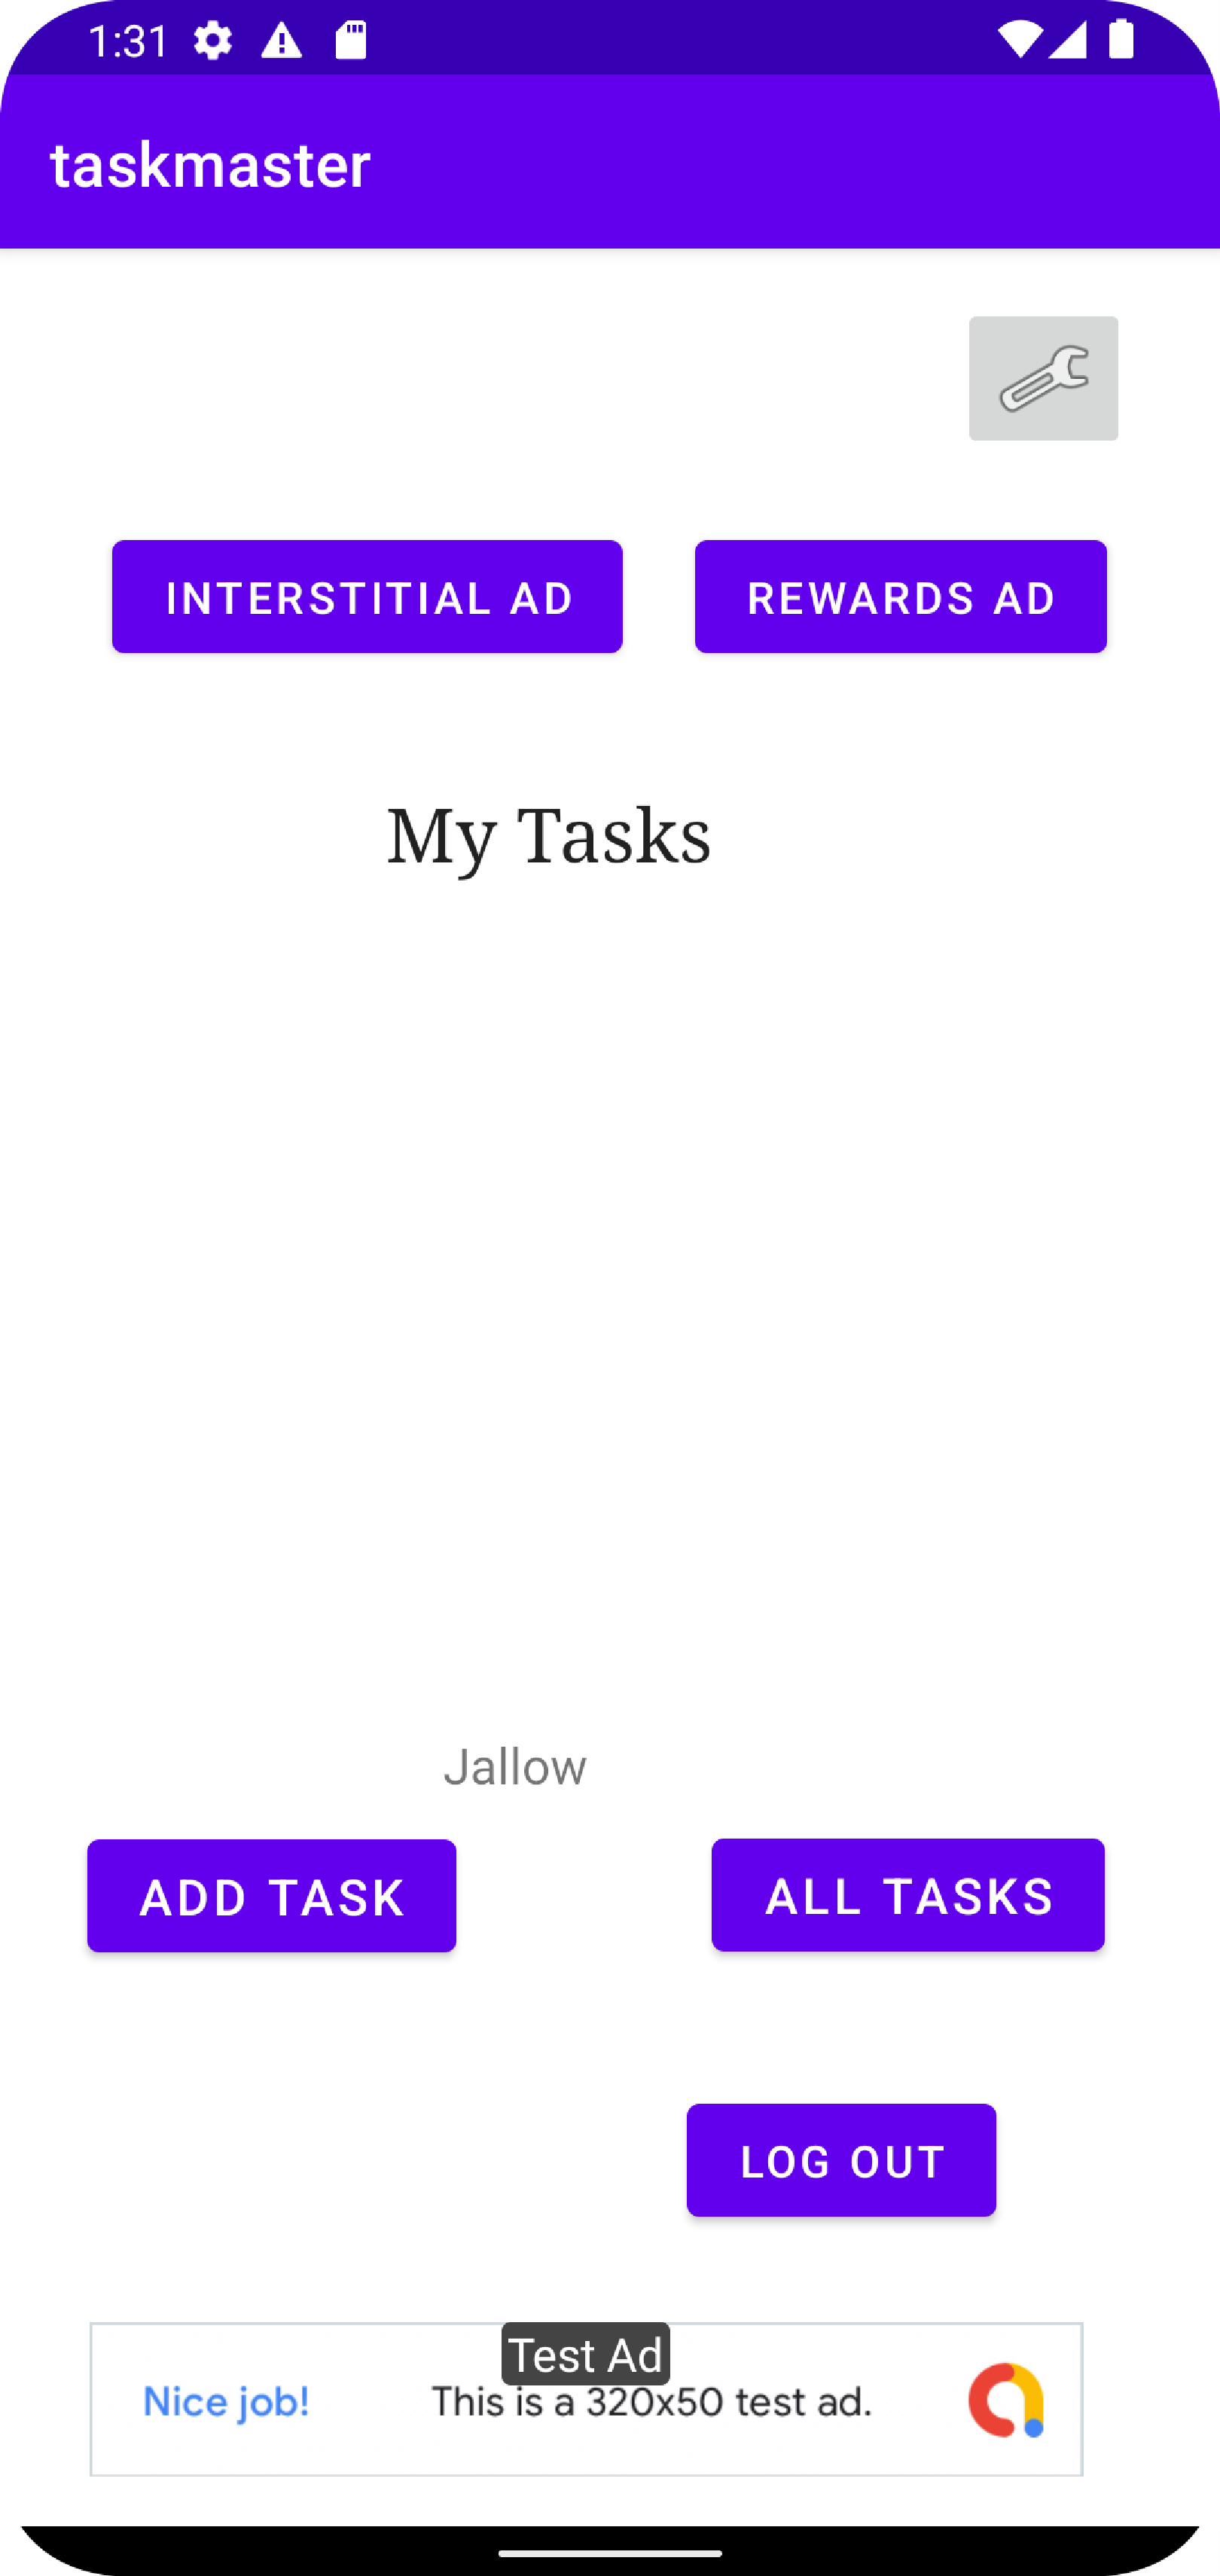 1:31
taskmaster
INTERSTITIAL AD
REWARDS AD
My Tasks
Jallow
ADD TASK
ALL TASKS
LOG OUT
Test Ad
Nice job!
This is a 320x50 test ad.